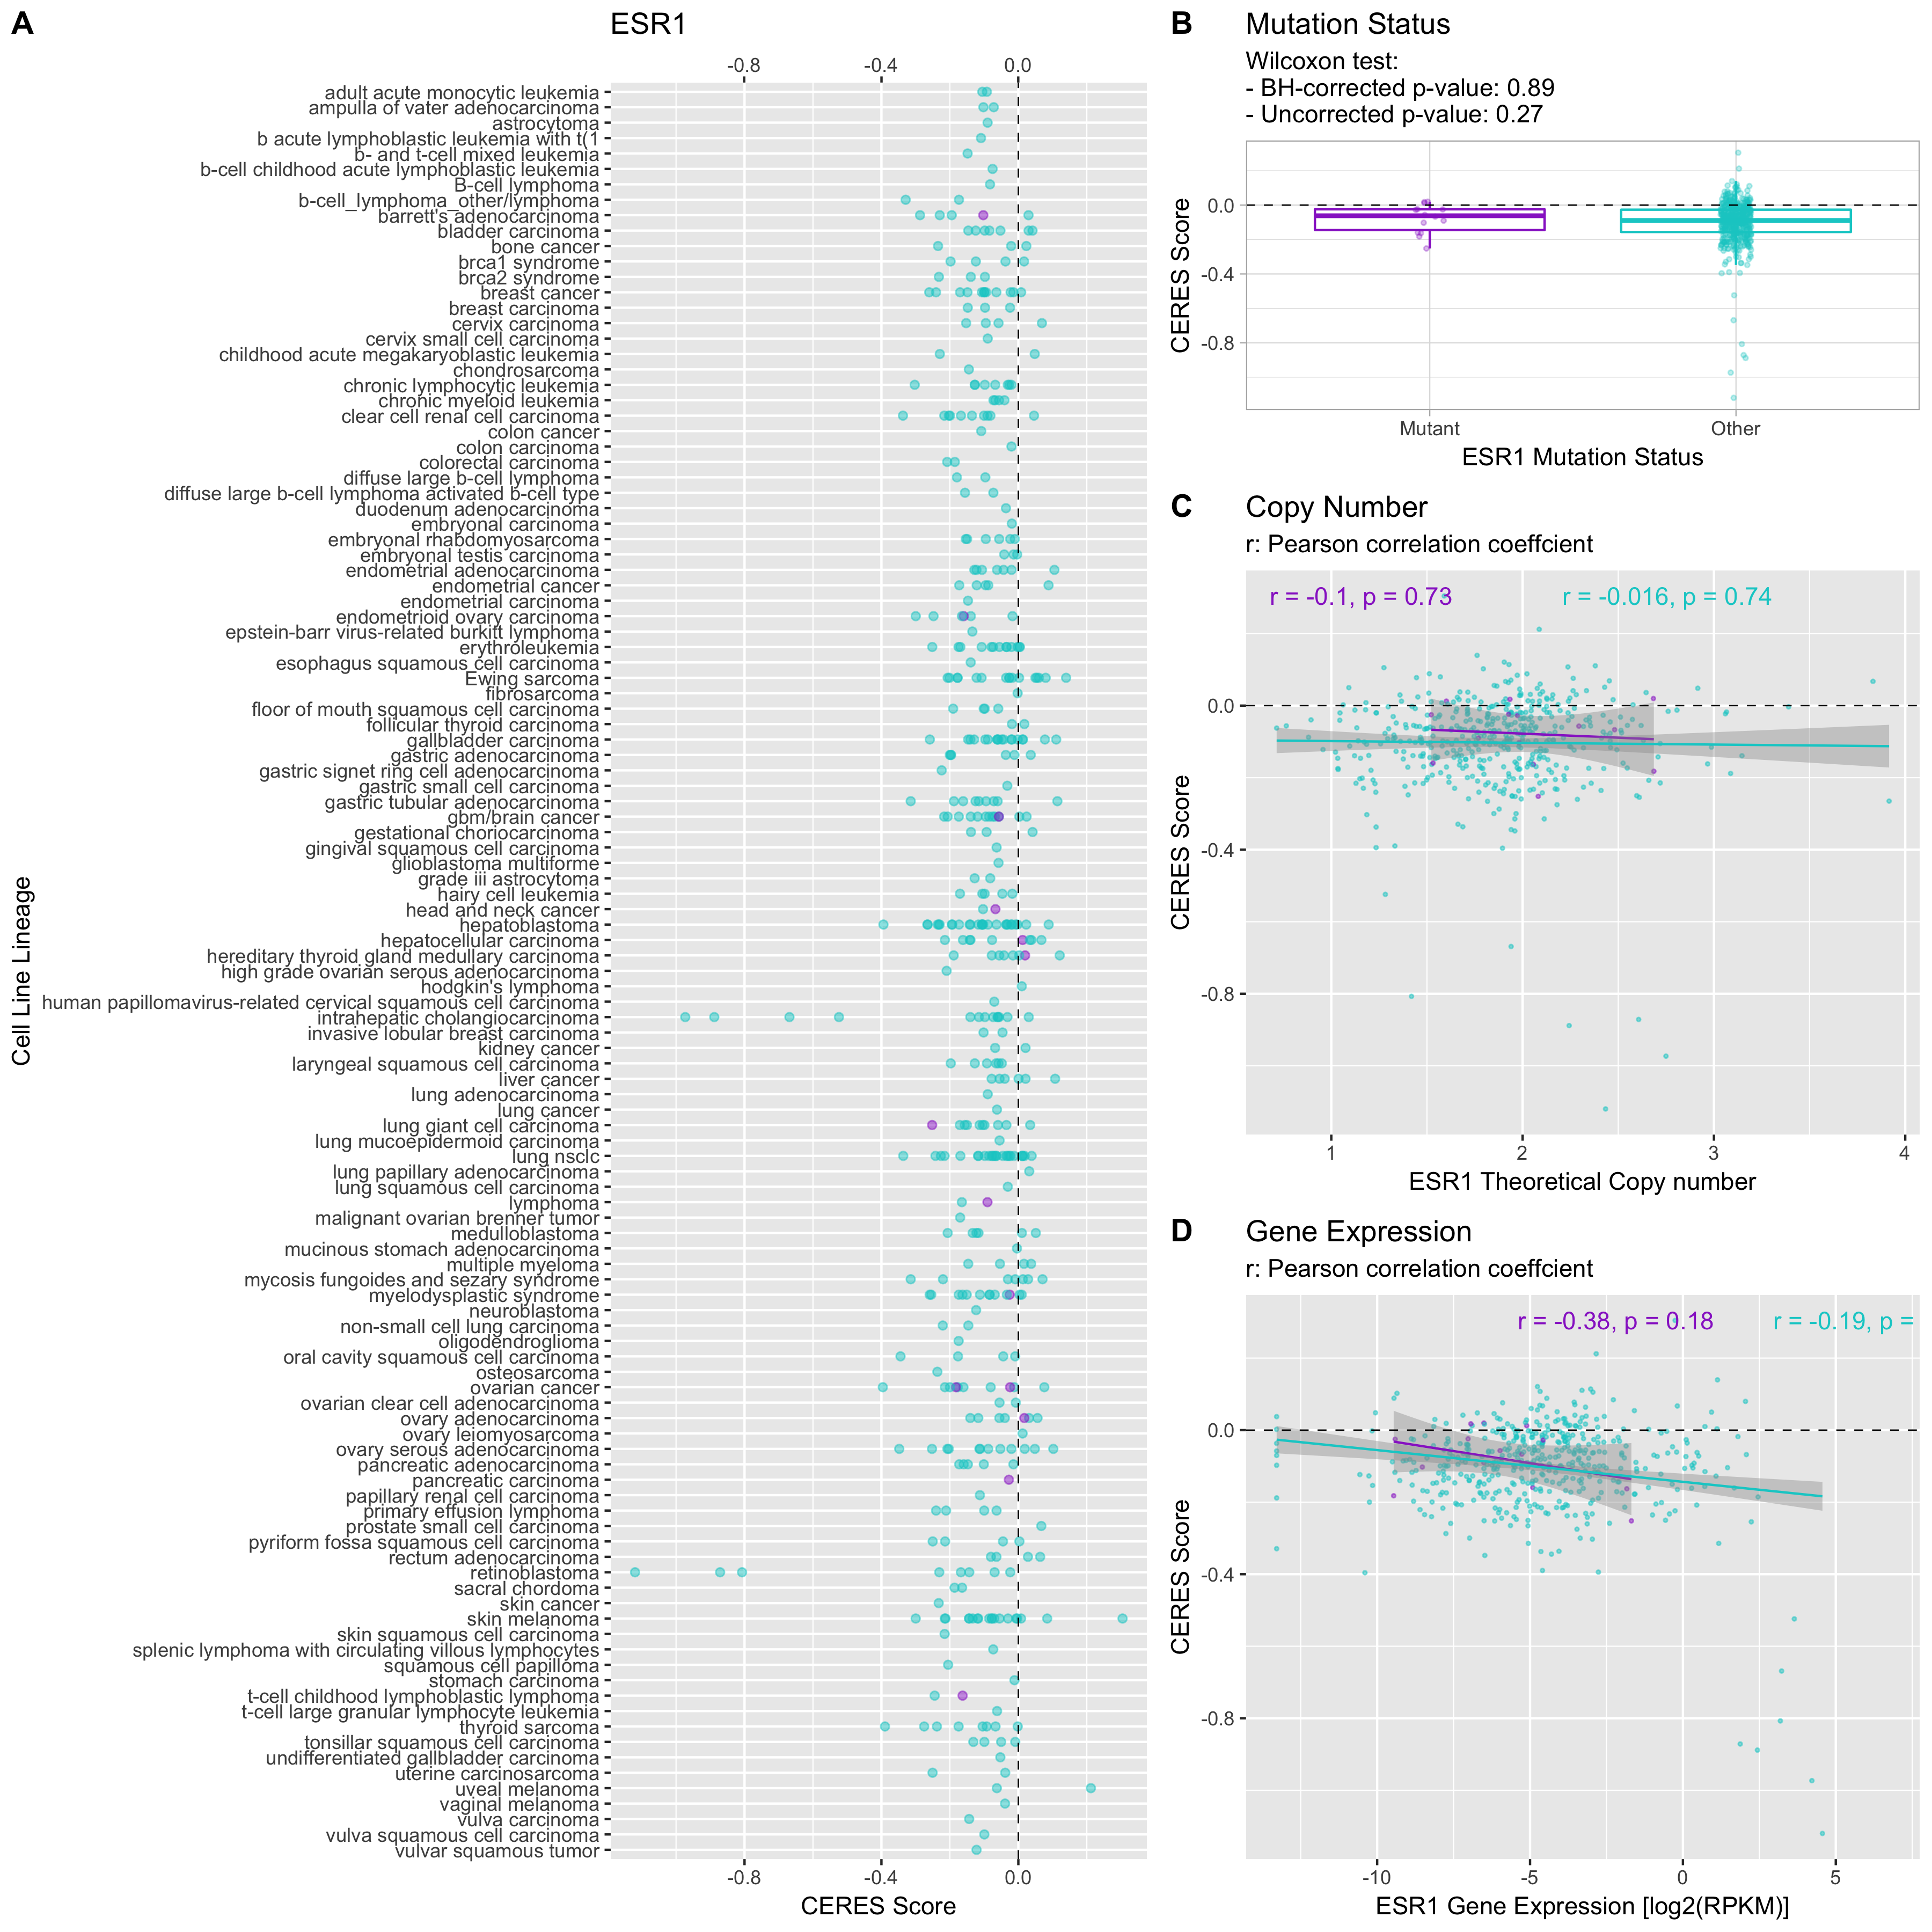 A
ESR1
-0.8 -0.4 0.0
adult acute monocytic leukemia
ampulla of vater adenocarcinoma
astrocytoma
b acute lymphoblastic leukemia with t(1
b- and t-cell mixed leukemia
b-cell childhood acute lymphoblastic leukemia
B-cell lymphoma
b-cell_lymphoma_other/lymphoma
barrett's adenocarcinoma
bladder carcinoma
bone cancer
brca1 syndrome
brca2 syndrome
breast cancer
breast carcinoma
cervix carcinoma
cervix small cell carcinoma
childhood acute megakaryoblastic leukemia
chondrosarcoma
chronic lymphocytic leukemia
chronic myeloid leukemia
clear cell renal cell carcinoma
colon cancer
colon carcinoma
colorectal carcinoma
diffuse large b-cell lymphoma
diffuse large b-cell lymphoma activated b-cell type
duodenum adenocarcinoma
embryonal carcinoma
embryonal rhabdomyosarcoma
embryonal testis carcinoma
endometrial adenocarcinoma
endometrial cancer
endometrial carcinoma
endometrioid ovary carcinoma
epstein-barr virus-related burkitt lymphoma
erythroleukemia
esophagus squamous cell carcinoma
Ewing sarcoma
fibrosarcoma
floor of mouth squamous cell carcinoma
follicular thyroid carcinoma
gallbladder carcinoma
gastric adenocarcinoma
gastric signet ring cell adenocarcinoma
gastric small cell carcinoma
gastric tubular adenocarcinoma
gbm/brain cancer
gestational choriocarcinoma
gingival squamous cell carcinoma
glioblastoma multiforme
grade iii astrocytoma
hairy cell leukemia
head and neck cancer
hepatoblastoma
hepatocellular carcinoma
hereditary thyroid gland medullary carcinoma
high grade ovarian serous adenocarcinoma
hodgkin's lymphoma
human papillomavirus-related cervical squamous cell carcinoma
intrahepatic cholangiocarcinoma
invasive lobular breast carcinoma
kidney cancer
laryngeal squamous cell carcinoma
liver cancer
lung adenocarcinoma
lung cancer
lung giant cell carcinoma
lung mucoepidermoid carcinoma
lung nsclc
lung papillary adenocarcinoma
lung squamous cell carcinoma
lymphoma
malignant ovarian brenner tumor
medulloblastoma
mucinous stomach adenocarcinoma
multiple myeloma
mycosis fungoides and sezary syndrome
myelodysplastic syndrome
neuroblastoma
non-small cell lung carcinoma
oligodendroglioma
oral cavity squamous cell carcinoma
osteosarcoma
ovarian cancer
ovarian clear cell adenocarcinoma
ovary adenocarcinoma
ovary leiomyosarcoma
ovary serous adenocarcinoma
pancreatic adenocarcinoma
pancreatic carcinoma
papillary renal cell carcinoma
primary effusion lymphoma
prostate small cell carcinoma
pyriform fossa squamous cell carcinoma
rectum adenocarcinoma
retinoblastoma
sacral chordoma
skin cancer
skin melanoma
skin squamous cell carcinoma
splenic lymphoma with circulating villous lymphocytes
squamous cell papilloma
stomach carcinoma
t-cell childhood lymphoblastic lymphoma
t-cell large granular lymphocyte leukemia
thyroid sarcoma
tonsillar squamous cell carcinoma
undifferentiated gallbladder carcinoma
uterine carcinosarcoma
uveal melanoma
vaginal melanoma
vulva carcinoma
vulva squamous cell carcinoma
vulvar squamous tumor
-0.8 -0.4 0.0
CERES Score
Cell Line Lineage
B
Mutation Status
Wilcoxon test:
- BH-corrected p-value: 0.89
- Uncorrected p-value: 0.27
0.0
-0.4
-0.8
CERES Score
Mutant Other
ESR1 Mutation Status
C
Copy Number
r: Pearson correlation coeffcient
r = -0.1, p = 0.73 r = -0.016, p = 0.74
0.0
-0.4
-0.8
CERES Score
1 2 3 4
ESR1 Theoretical Copy number
D
Gene Expression
r: Pearson correlation coeffcient
r = -0.38, p = 0.18 r = -0.19, p =
0.0
-0.4
-0.8
CERES Score
-10 -5 0 5
ESR1 Gene Expression [log2(RPKM)]